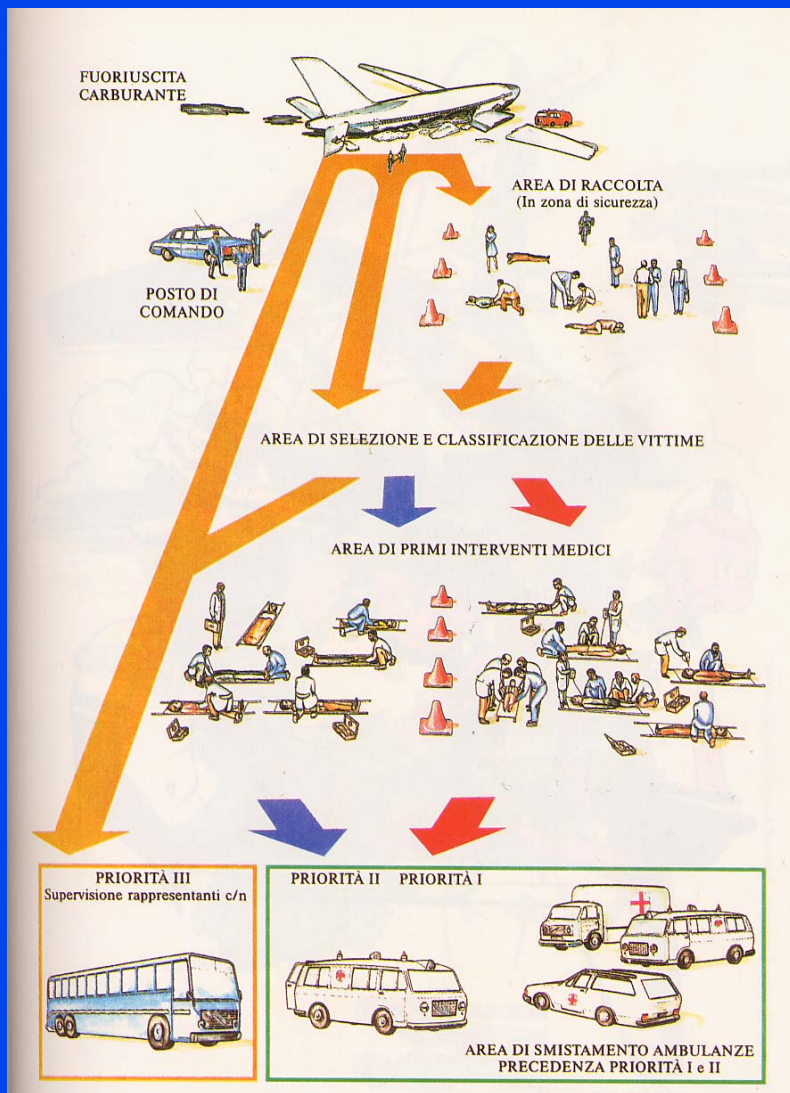 FUORIUSCITA
CARBURANTE
AREA DI RACCOLTA
(In zona di sicurezza)
POSTO DI
COMANDO
AREA DI SELEZIONE E CLASSIFICAZIONE DELLE VITTIME
AREA DI PRIMI INTERVENTI MEDICI
PRIORITÀ III
Supervisione rappresentanti c/n
PRIORITÀ II PRIORITÀ I
AREA DI SMISTAMENTO AMBULANZE
PRECEDENZA PRIORITÀ I e II